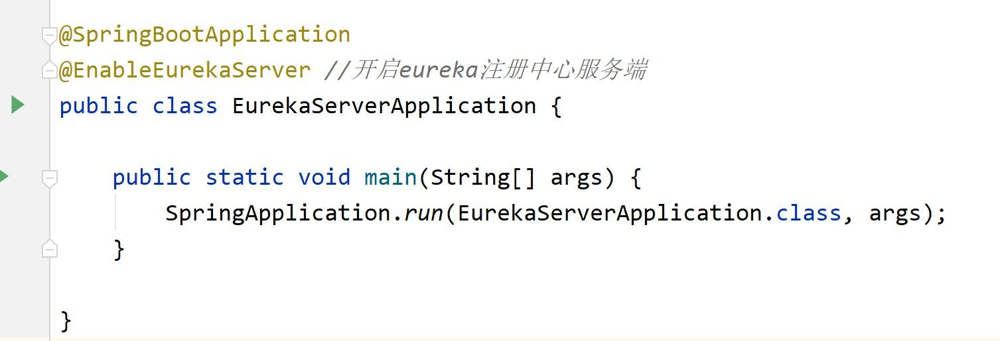 @SpringBootApplication
@EnableEurekaServer //开启eureka注册中心服务端
public class EurekaServerApplication {
public static void main(String[] args) {
SpringApplication.run(EurekaServerApplication.class, args);
}
}